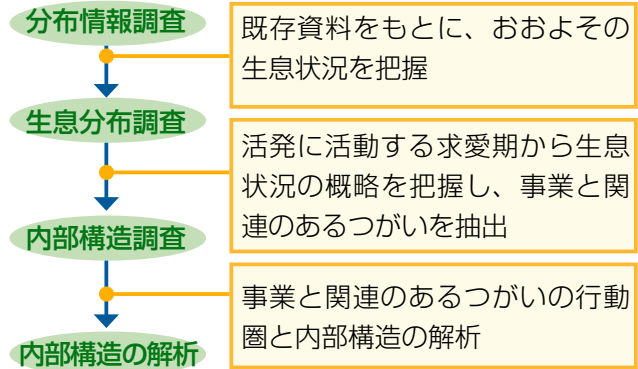 分布情報調査
既存資料をもとに、おおよその
生息状況を把握
生息分布調査
活発に活動する求愛期から生息
状況の概略を把握し、事業と関
連のあるつがいを抽出
内部構造調査
事業と関連のあるつがいの行動
圏と内部構造の解析
内部構造の解析